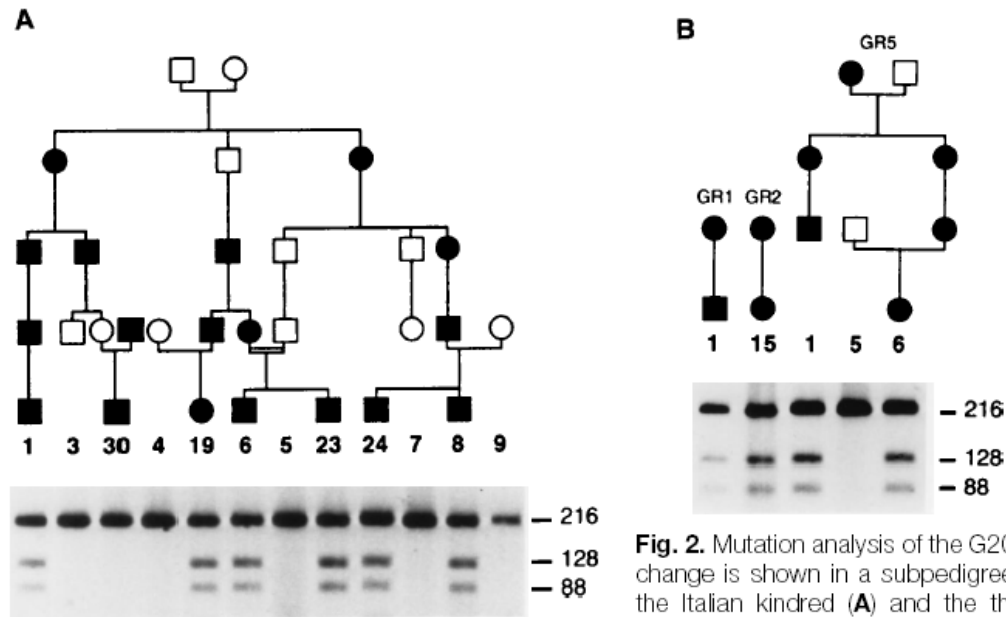 A
1 3 30 4 19 6 5 23 24 7 8 9
216
128
88
B
GR5
GR1 GR2
1 15 1 5 6
216
128
88
Fig. 2. Mutation analysis of the G20
change is shown in a subpedigree
the Italian kindred (A) and the th